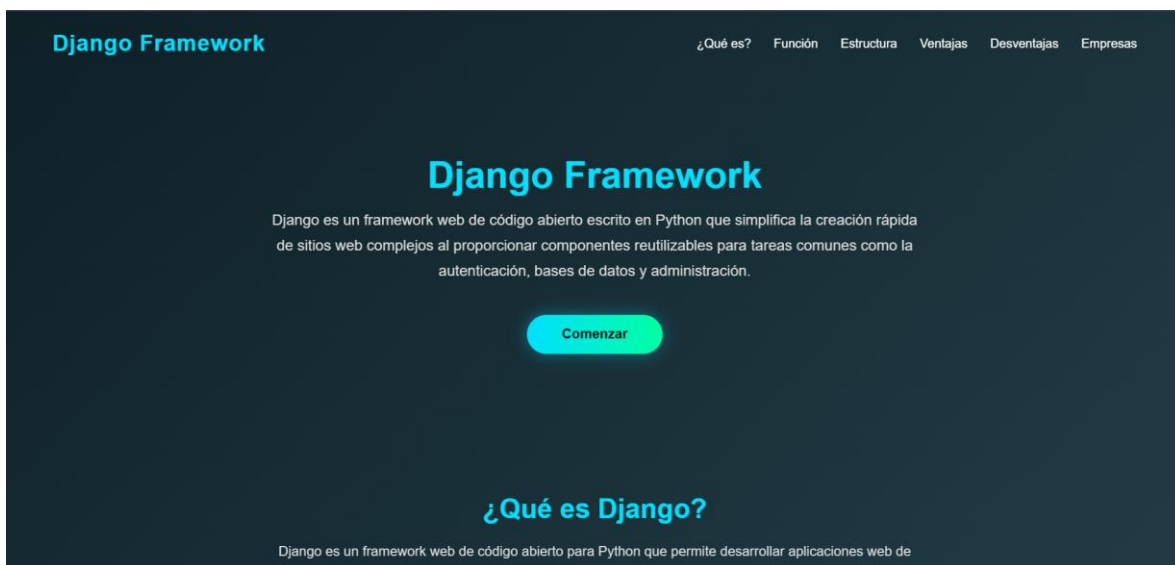 Django Framework
¿Qué es? Función Estructura Ventajas Desventajas Empresas
Django Framework
Django es un framework web de código abierto escrito en Python que simplifica la creación rápida
de sitios web complejos al proporcionar componentes reutilizables para tareas comunes como la
autenticación, bases de datos y administración.
Comenzar
¿Qué es Django?
Django es un framework web de código abierto para Python que permite desarrollar aplicaciones web de